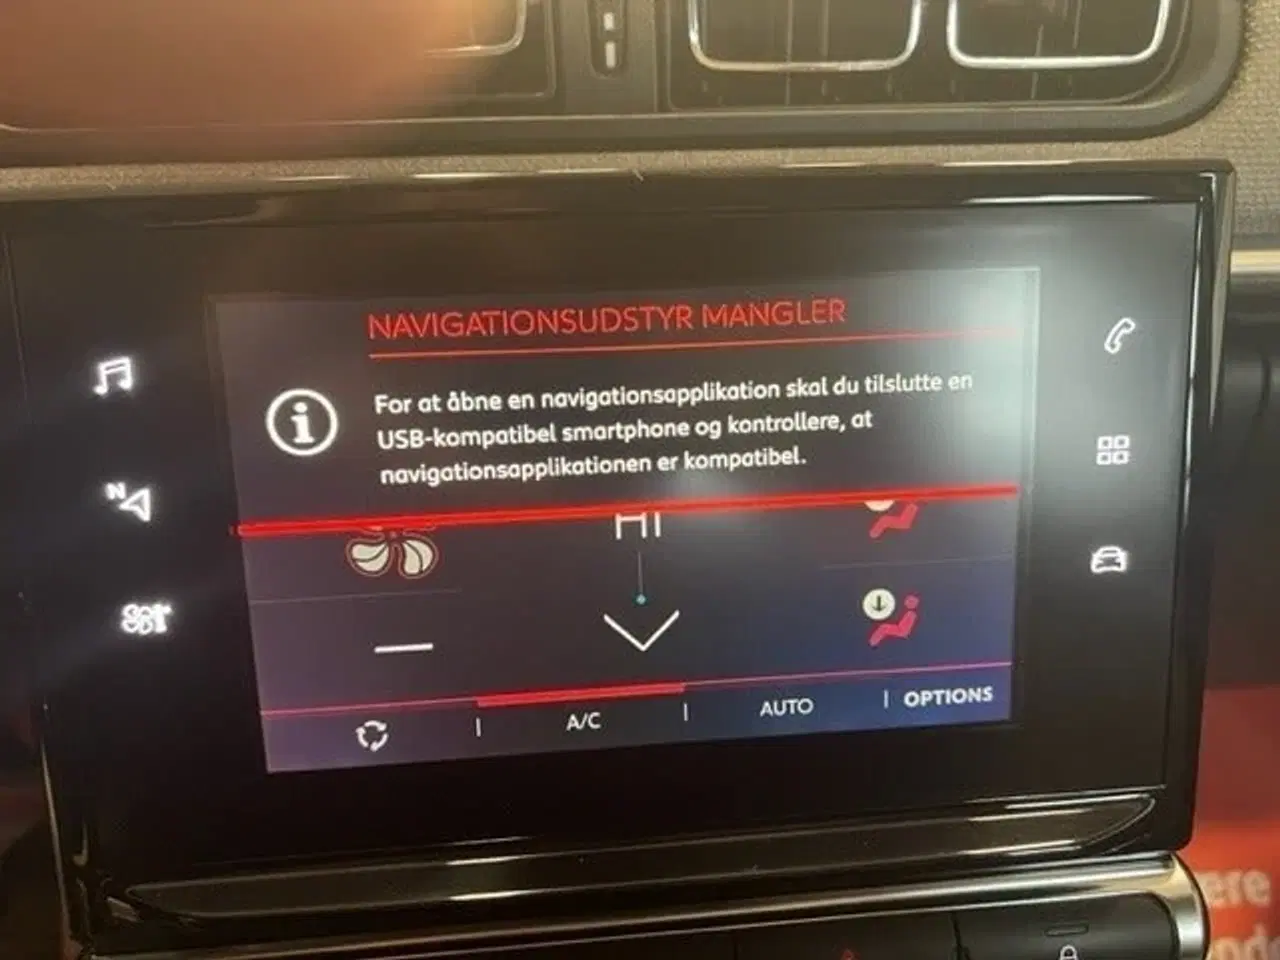 NAVIGATIONSUDSTYR MANGLER
For at åbne en navigationsapplikation skal du tilslutte en
USB-kompatibel smartphone og kontrollere, at
navigationsapplikationen er kompatibel.
N
HI
A/C
AUTO
OPTIONS